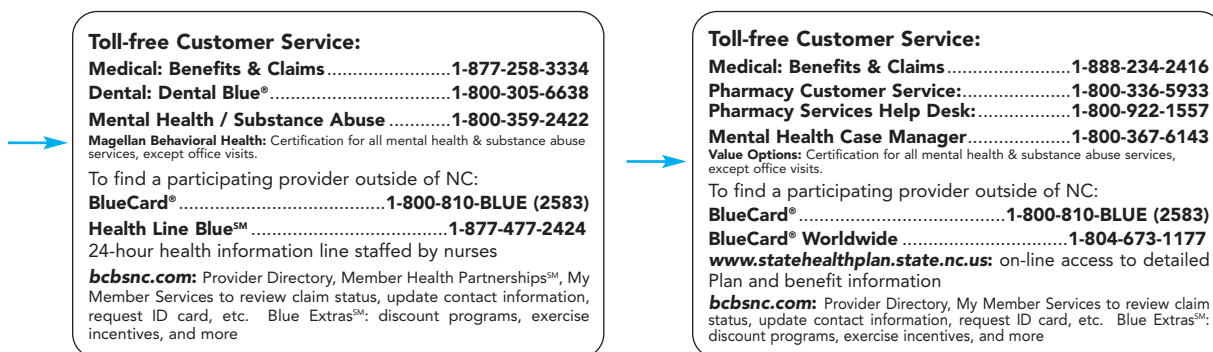 Toll-free Customer Service:
Medical: Benefits & Claims........................1-877-258-3334
Dental: Dental Blue®...................................1-800-305-6638
Mental Health / Substance Abuse ............1-800-359-2422
Magellan Behavioral Health: Certification for all mental health & substance abuse
services, except office visits.
To find a participating provider outside of NC:
BlueCard®.....................................1-800-810-BLUE (2583)
Health Line Blue℠ ..................................1-877-477-2424
24-hour health information line staffed by nurses
bcbsnc.com: Provider Directory, Member Health Partnerships℠, My
Member Services to review claim status, update contact information,
request ID card, etc. Blue Extras℠: discount programs, exercise
incentives, and more
Toll-free Customer Service:
Medical: Benefits & Claims........................1-888-234-2416
Pharmacy Customer Service:......................1-800-336-5933
Pharmacy Services Help Desk:..................1-800-922-1557
Mental Health Case Manager....................1-800-367-6143
Value Options: Certification for all mental health & substance abuse services,
except office visits.
To find a participating provider outside of NC:
BlueCard® .....................................1-800-810-BLUE (2583)
BlueCard® Worldwide ..............................1-804-673-1177
www.statehealthplan.state.nc.us: on-line access to detailed
Plan and benefit information
bcbsnc.com: Provider Directory, My Member Services to review claim
status, update contact information, request ID card, etc. Blue Extras℠:
discount programs, exercise incentives, and more